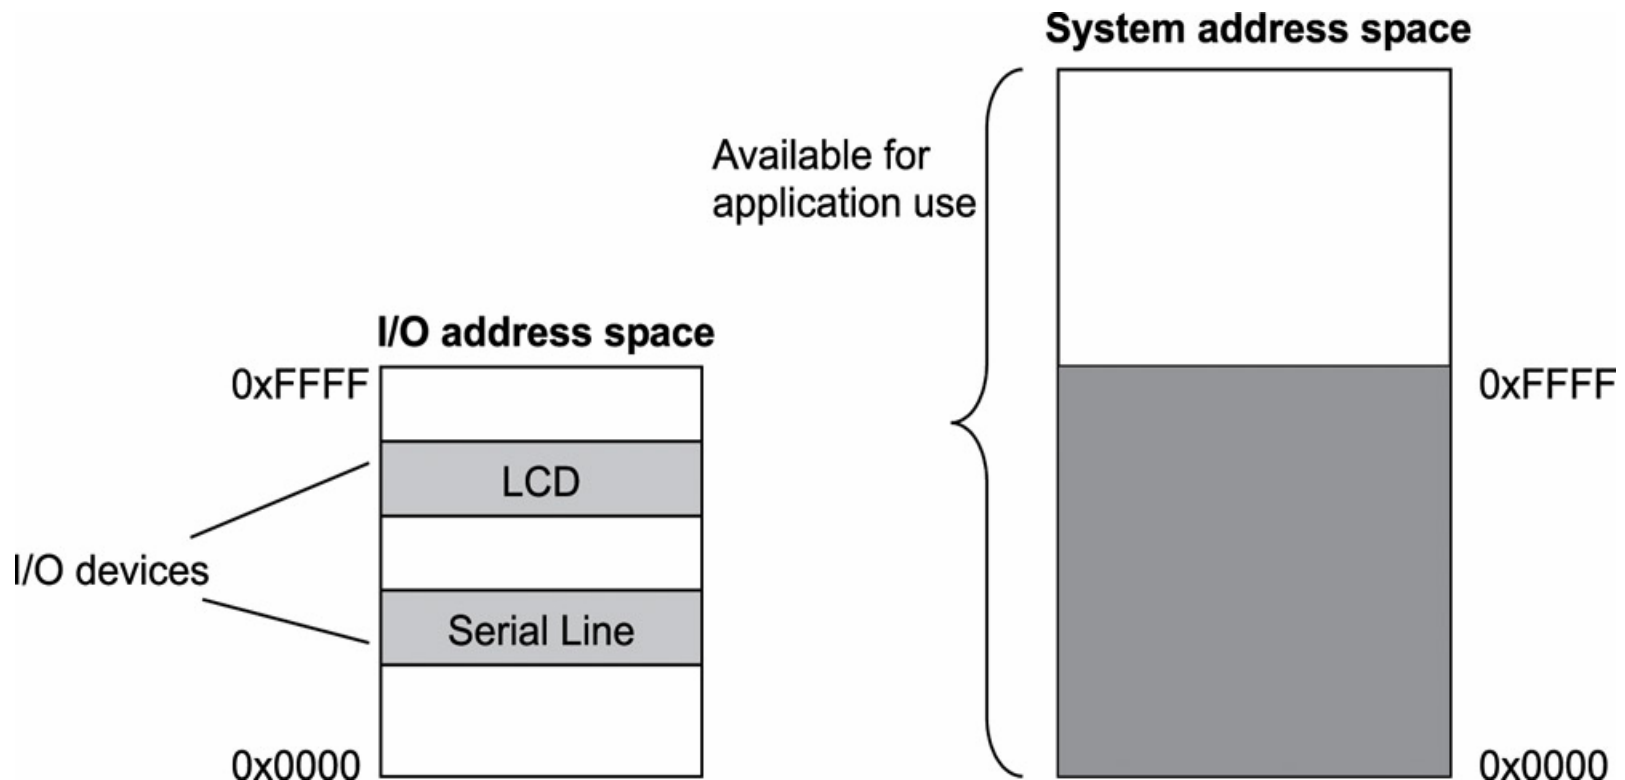 System address space
Available for
application use
I/O address space
0xFFFF
0xFFFF
LCD
I/O devices
Serial Line
0x0000
0x0000